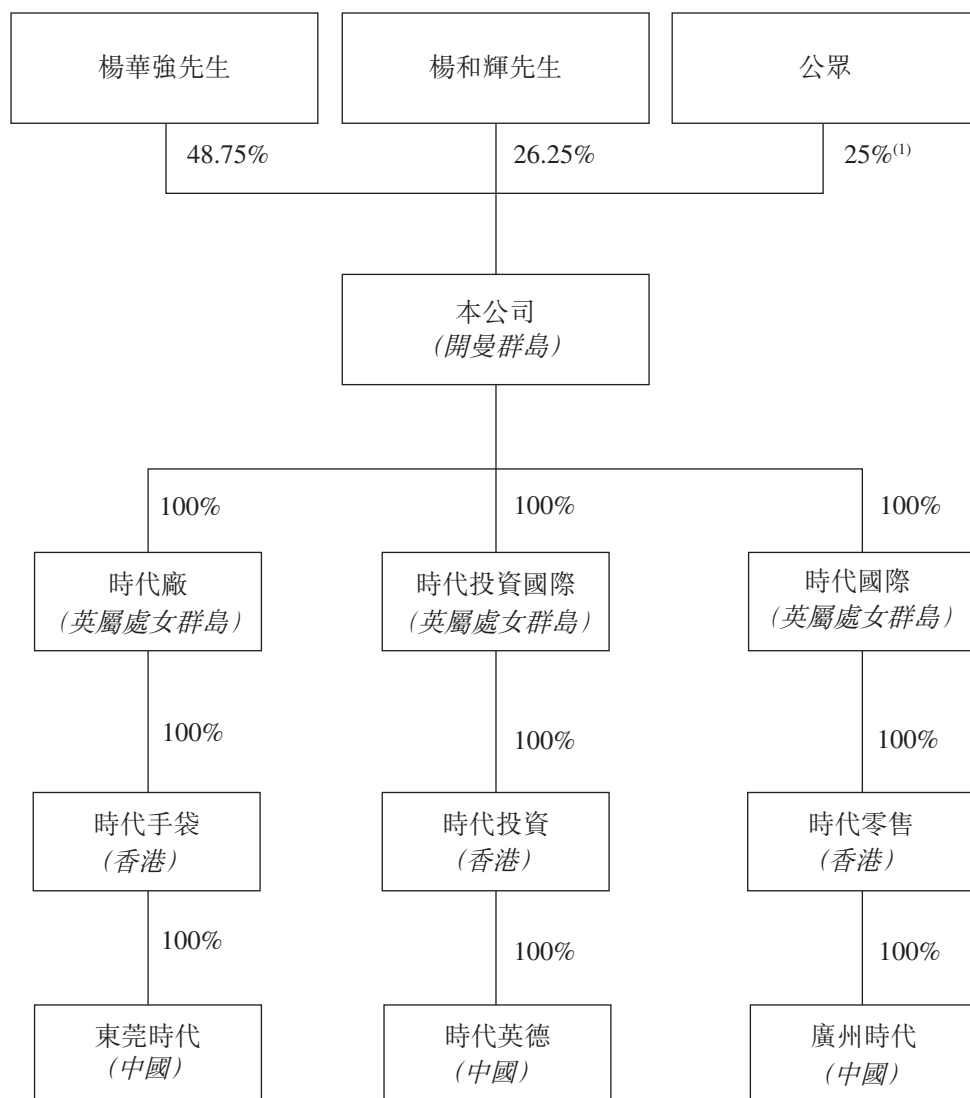 楊華強先生
楊和輝先生
公眾
48.75%
26.25%
25%(1)
本公司
(開曼群島)
100%
100%
100%
時代廠
(英屬處女群島)
時代投資國際
(英屬處女群島)
時代國際
(英屬處女群島)
100%
100%
100%
時代手袋
(香港)
時代投資
(香港)
時代零售
(香港)
100%
100%
100%
東莞時代
(中國)
時代英德
(中國)
廣州時代
(中國)